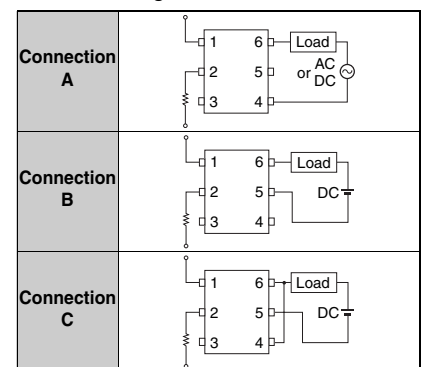 Connection
A
1 6 Load
2 5 or AC
DC
3 4
Connection
B
1 6 Load
2 5 DC
3 4
Connection
C
1 6 Load
2 5 DC
3 4